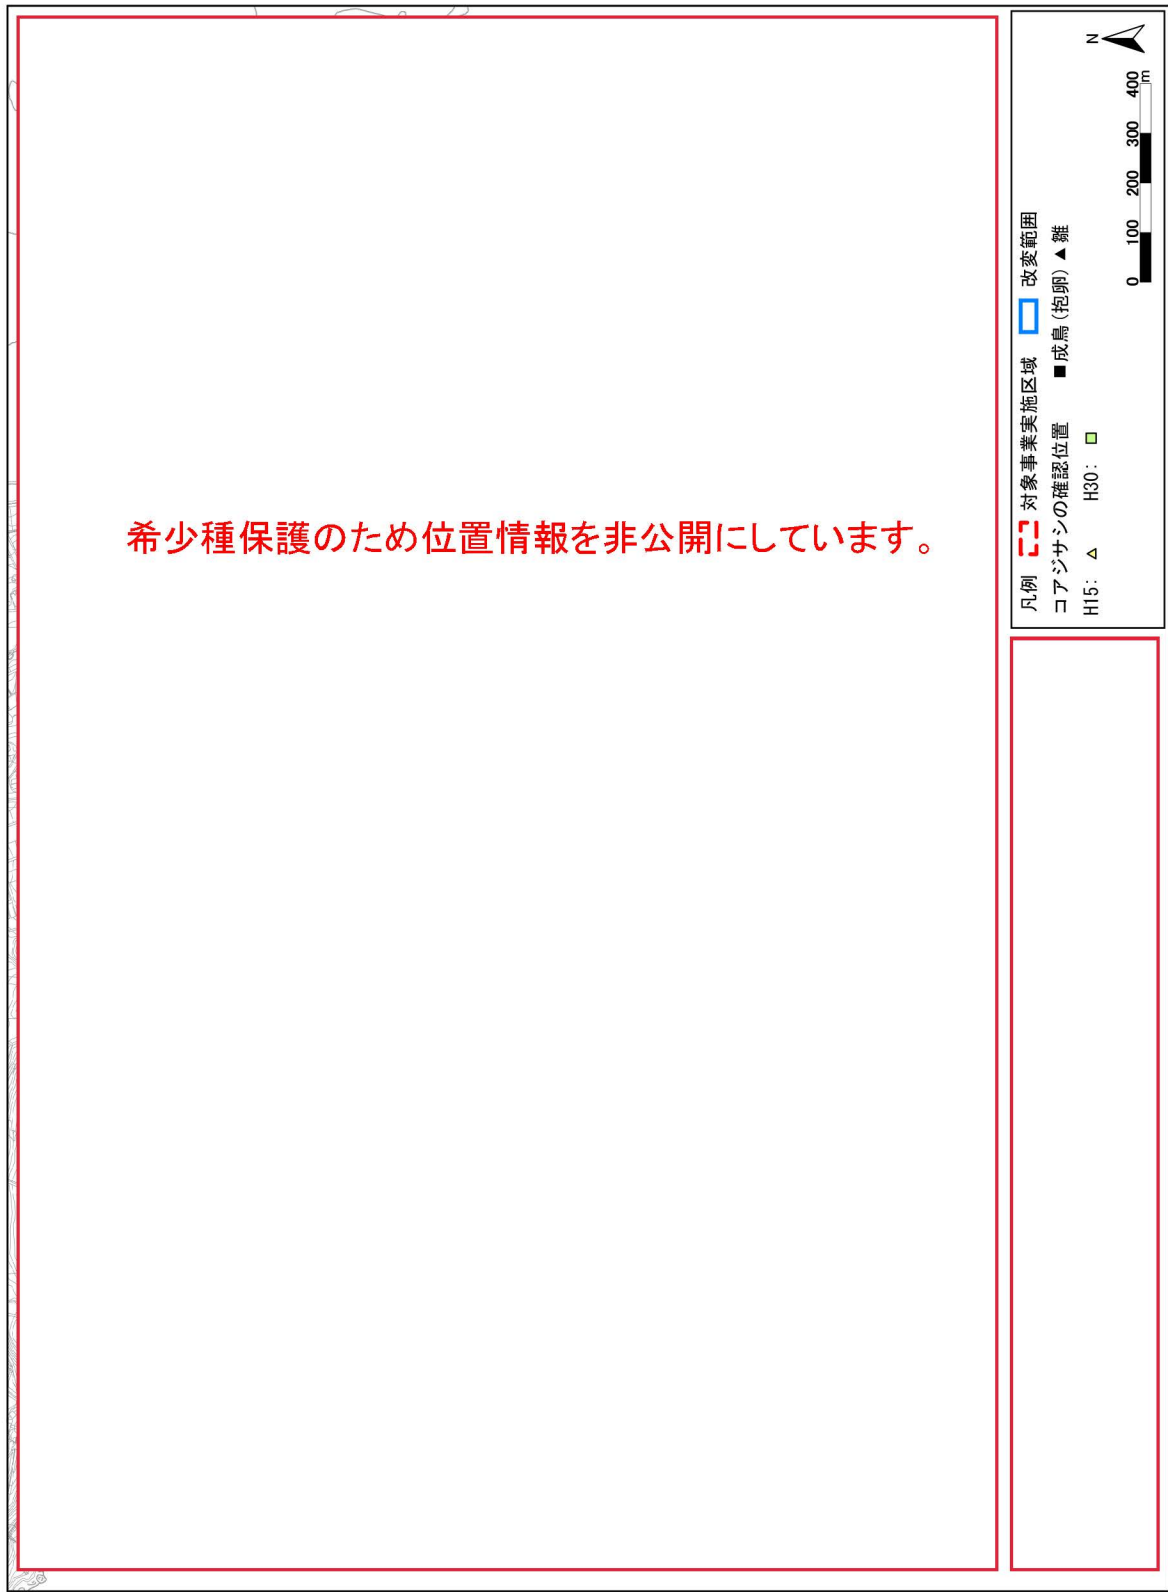 希少種保護のため位置情報を非公開にしています。
凡例 対象事業実施区域 改変範囲
コアジサシの確認位置 ■成鳥(抱卵) ▲雛
H15: △ H30: □
0 100 200 300 400
m
N